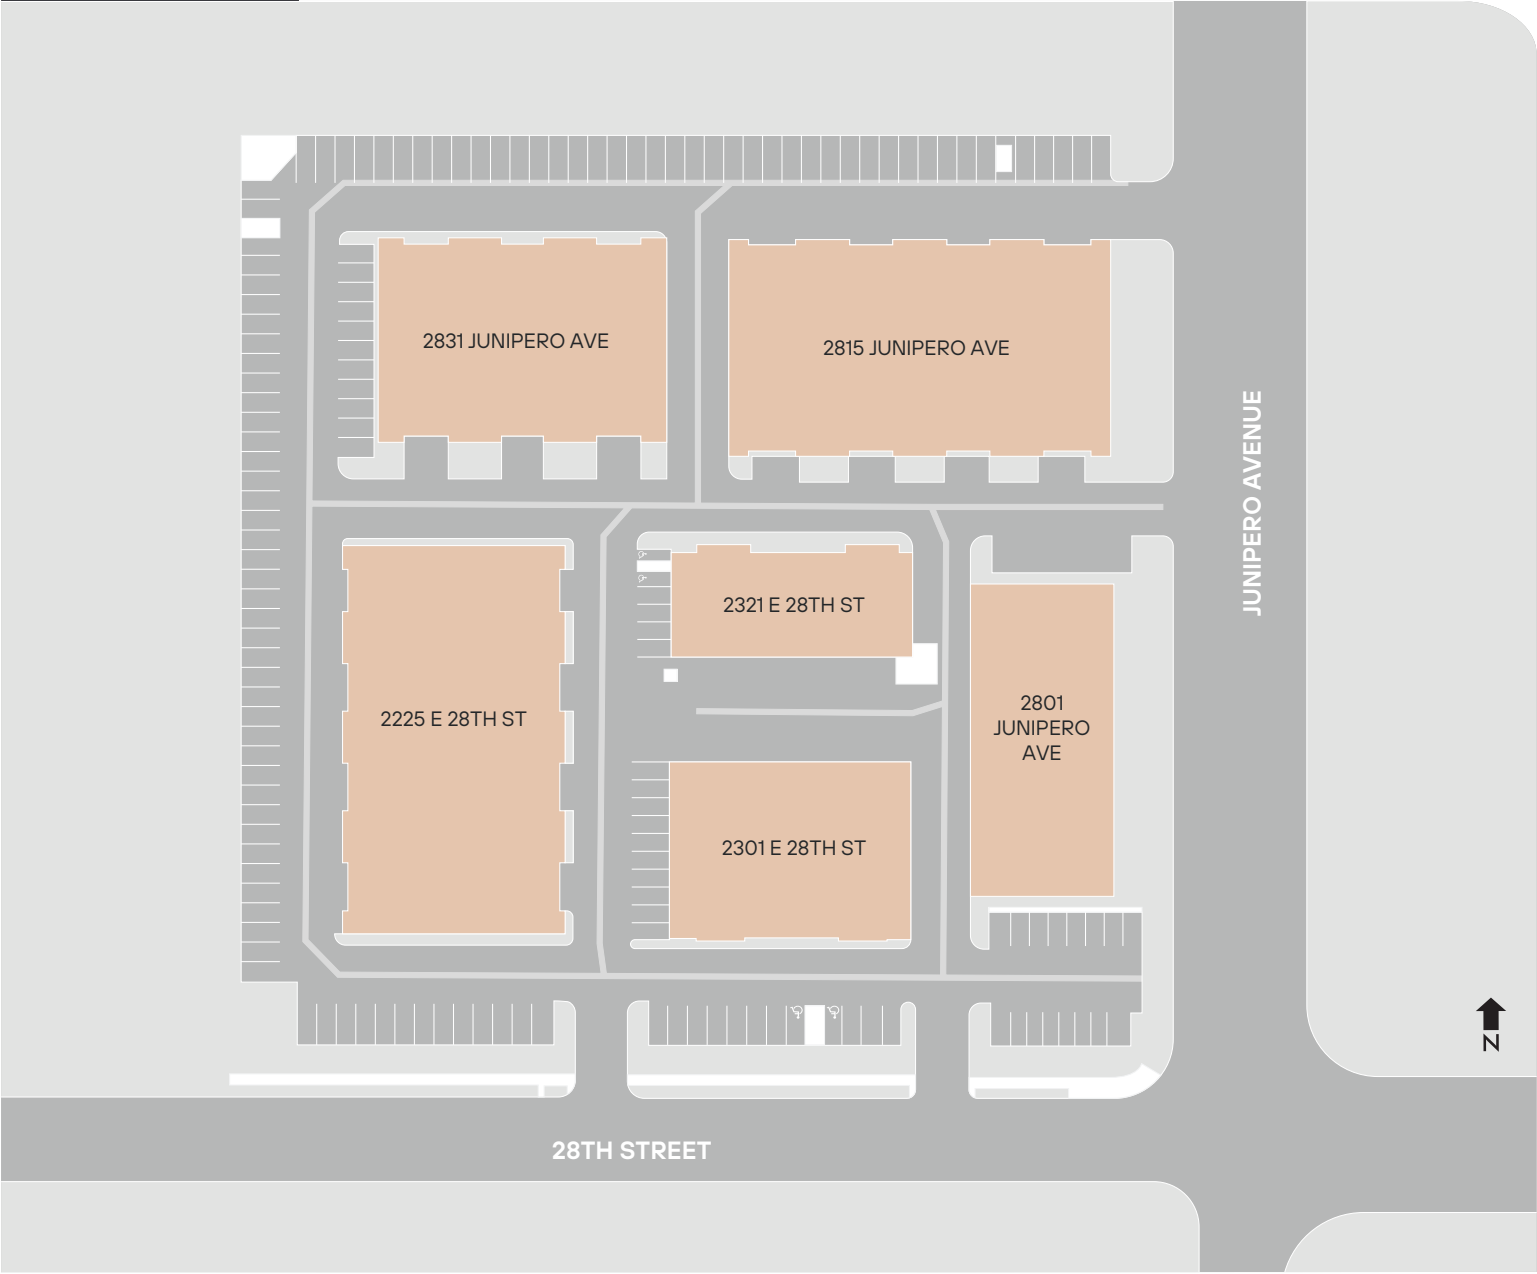 2831 JUNIPERO AVE
2815 JUNIPERO AVE
JUNIPERO AVENUE
2321 E 28TH ST
2225 E 28TH ST
2801
JUNIPERO
AVE
2301 E 28TH ST
N
28TH STREET